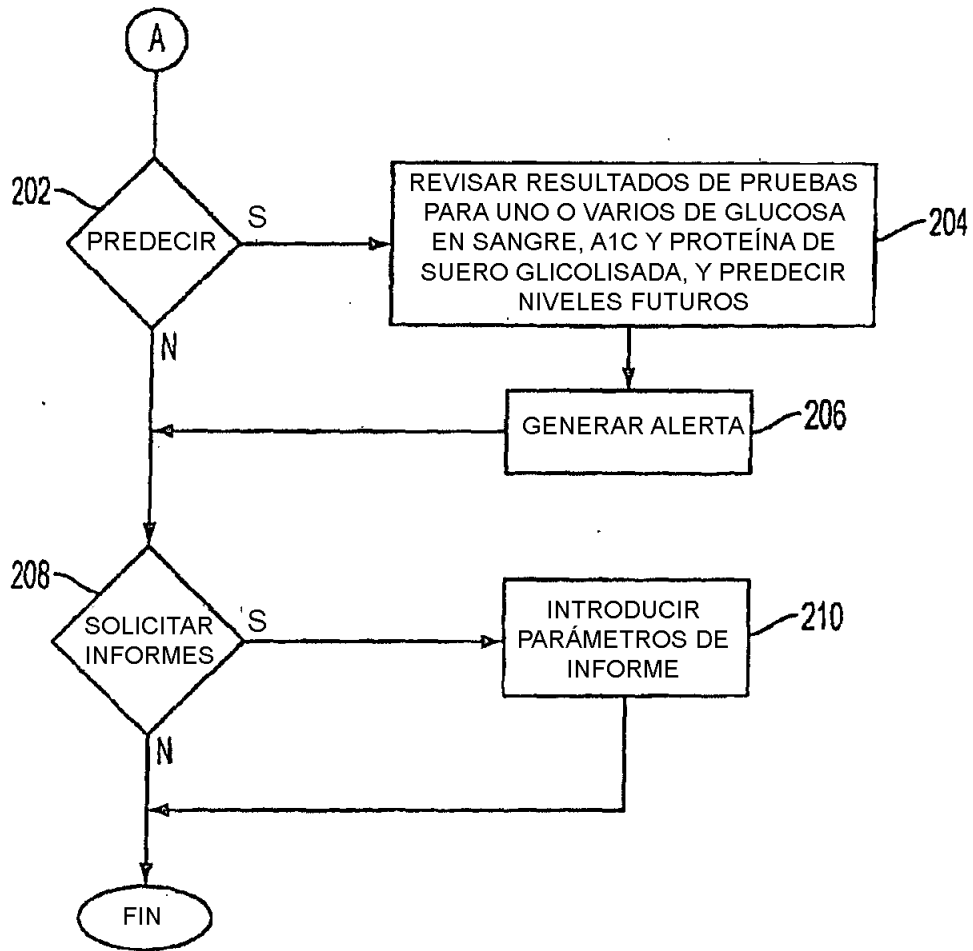 A
202
PREDECIR
S
N
REVISAR RESULTADOS DE PRUEBAS
PARA UNO O VARIOS DE GLUCOSA
EN SANGRE, A1C Y PROTEÍNA DE
SUERO GLICOLISADA, Y PREDECIR
NIVELES FUTUROS
204
GENERAR ALERTA
206
208
SOLICITAR
INFORMES
S
N
INTRODUCIR
PARÁMETROS DE
INFORME
210
FIN